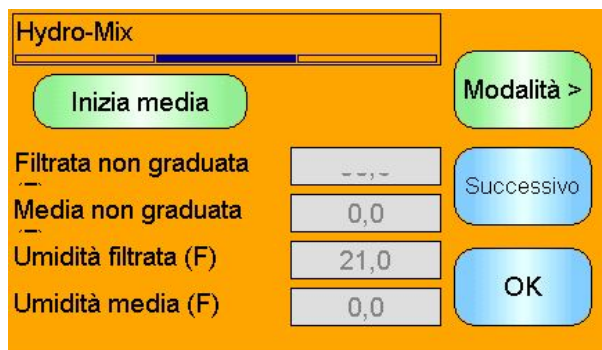 Hydro-Mix
Inizia media
Modalità >
Filtrata non graduata
Successivo
Media non graduata
0,0
Umidità filtrata (F)
21,0
OK
Umidità media (F)
0,0